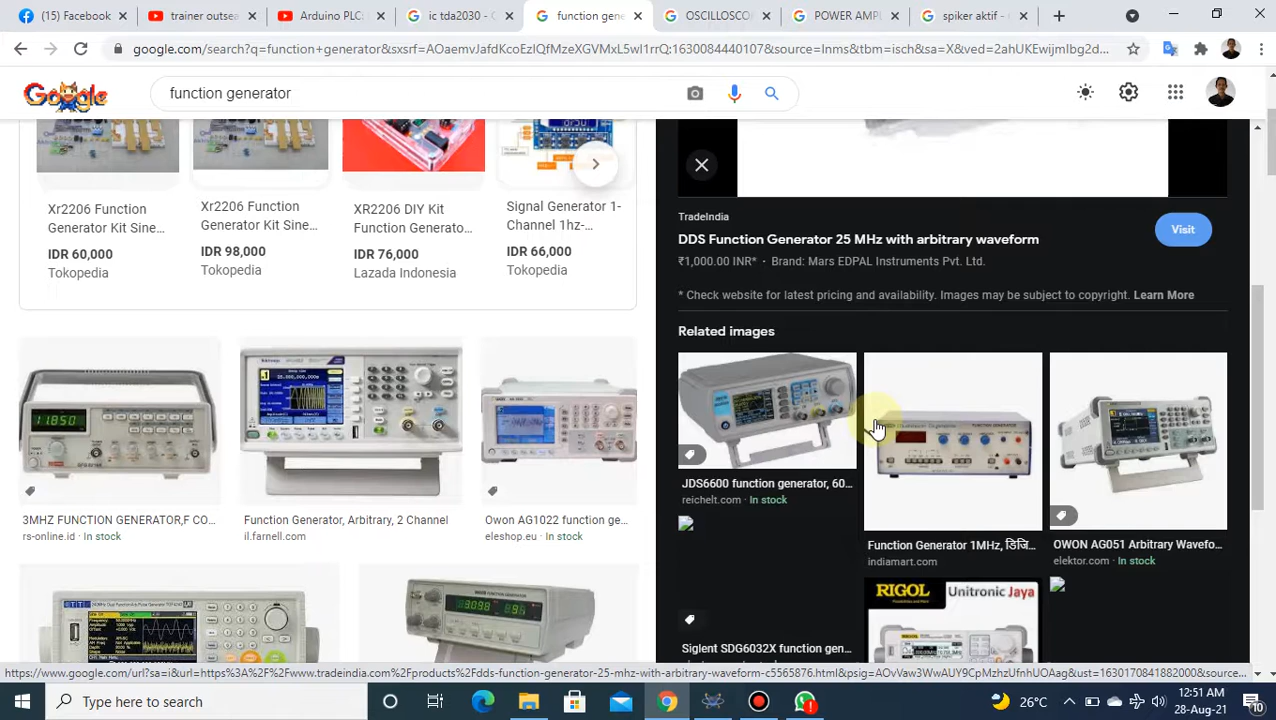 (15) Facebook
trainer outsea
Arduino PLC
ic tda2030 - G
function gene
OSCILLOSCO
POWER AMP
spiker aktif - C
google.com/search?q=function+generator&sxsrf=AOaemvJafdKcoEzIQfMzeXGVMxL5wI1rrQ:1630084440107&source=lnms&tbm=isch&sa=X&ved=2ahUKEwjmlbg2d...
Google
function generator
Xr2206 Function
Generator Kit Sine...
IDR 60,000
Tokopedia
Xr2206 Function
Generator Kit Sine...
IDR 98,000
Tokopedia
XR2206 DIY Kit
Function Generato...
IDR 76,000
Lazada Indonesia
Signal Generator 1-
Channel 1hz-...
IDR 66,000
Tokopedia
TradeIndia
DDS Function Generator 25 MHz with arbitrary waveform
₹1,000.00 INR* • Brand: Mars EDPAL Instruments Pvt. Ltd.
Visit
* Check website for latest pricing and availability. Images may be subject to copyright. Learn More
Related images
3MHZ FUNCTION GENERATOR,F CO...
rs-online.id · In stock
Function Generator, Arbitrary, 2 Channel
il.farnell.com
Owon AG1022 function ge...
eleshop.eu · In stock
JDS6600 function generator, 60...
reichelt.com · In stock
Function Generator 1MHz, डिजि...
indiamart.com
OWON AG051 Arbitrary Wavefo...
elektor.com · In stock
RIGOL
Unitronic Jaya
Siglent SDG6032X function gen...
https://www.google.com/url?sa=i&url=https%3A%2F%2Fwww.tradeindia.com%2Fproducts%2Fdds-function-generator-25-mhz-with-arbitrary-waveform-c5565876.html&psig=AOvVaw3WwAUY9CpMzhzUfnhUOAag&ust=1630170841882000&source...
Type here to search
26°C
12:51 AM
28-Aug-21
10